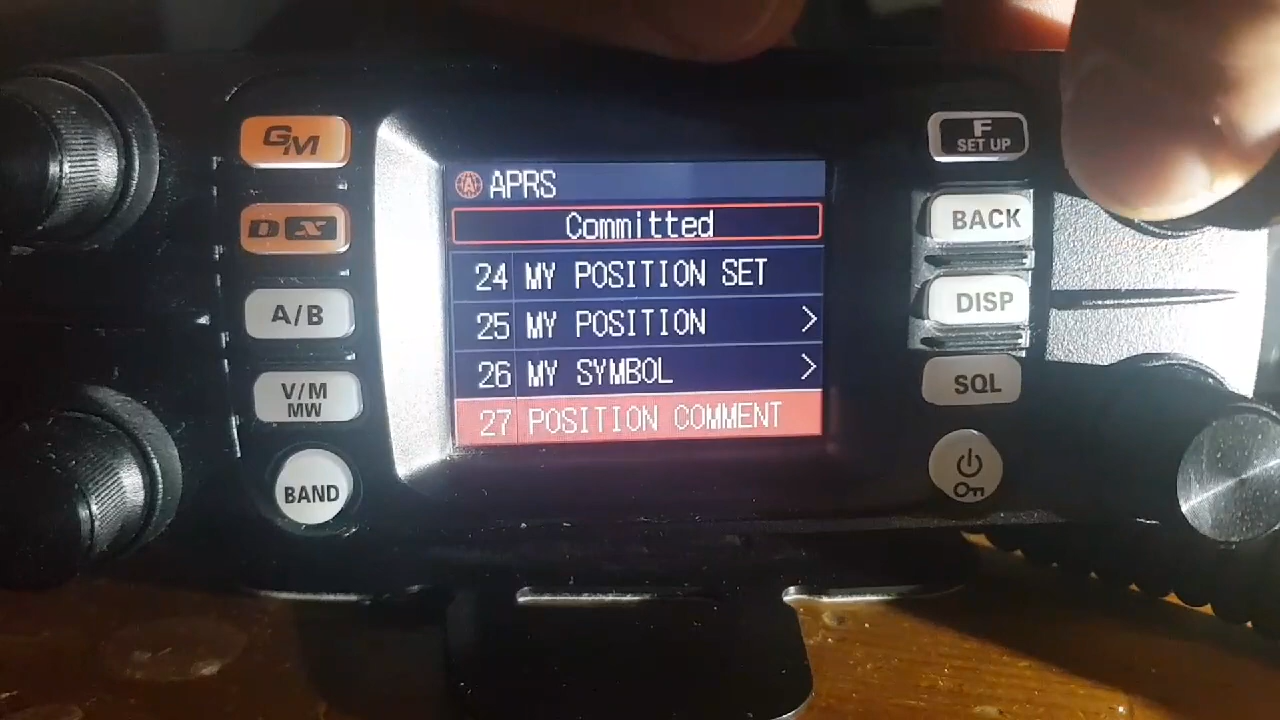 GM
F
SET UP
APRS
Committed
BACK
DX
24 MY POSITION SET
A/B
DISP
25 MY POSITION >
26 MY SYMBOL >
SQL
V/M
MW
27 POSITION COMMENT
BAND